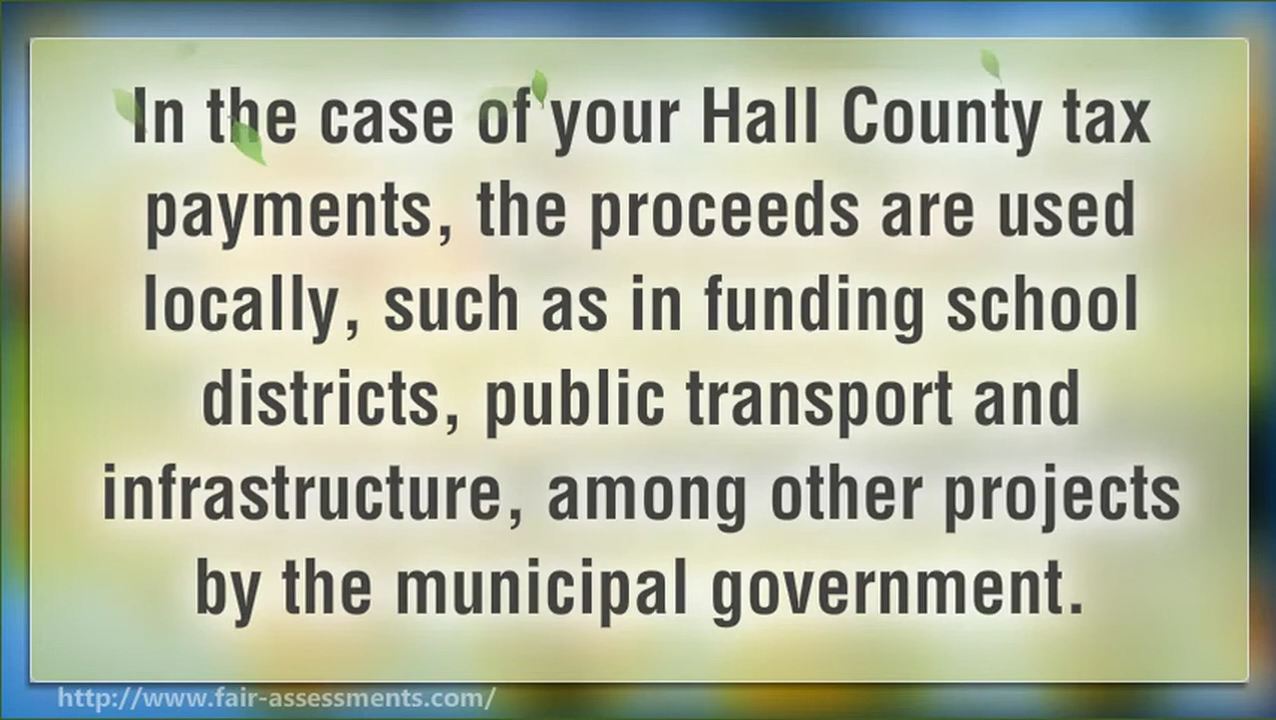 In the case of your Hall County tax
payments, the proceeds are used
locally, such as in funding school
districts, public transport and
infrastructure, among other projects
by the municipal government.
http://www.fair-assessments.com/